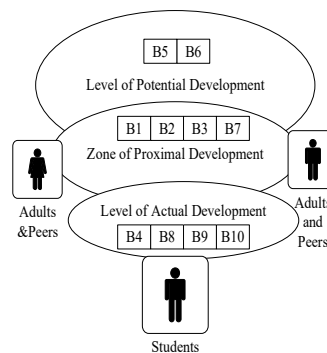 B5 B6
Level of Potential Development
B1 B2 B3 B7
Zone of Proximal Development
Adults
&Peers
Level of Actual Development
B4 B8 B9 B10
Adults
and
Peers
Students